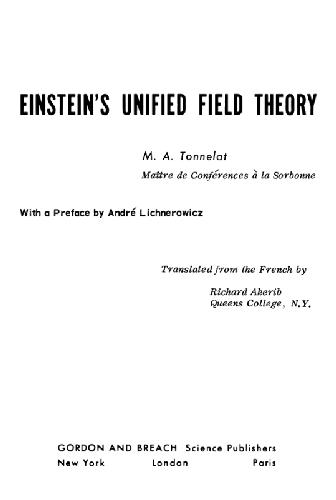 EINSTEIN'S UNIFIED FIELD THEORY
M. A. Tonnelat
Maître de Conférences à la Sorbonne
With a Preface by André Lichnerowicz
Translated from the French by
Richard Akerib
Queens College, N.Y.
GORDON AND BREACH Science Publishers
New York London Paris